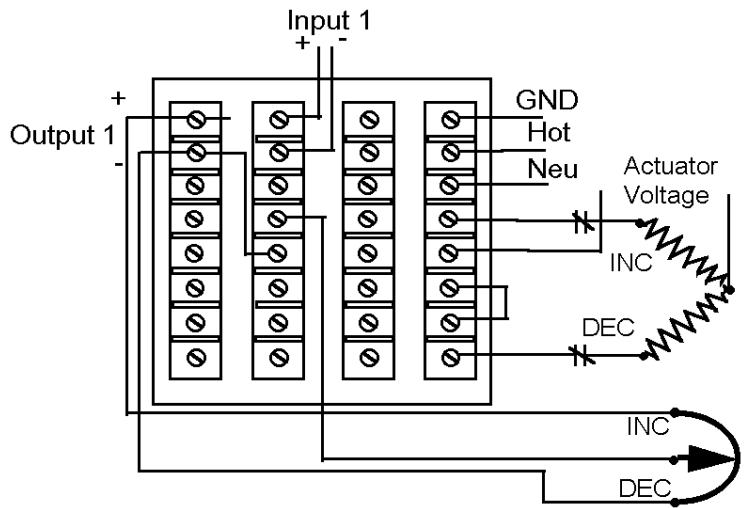 Input 1
+ -
+
Output 1
-
GND
Hot
Neu
Actuator
Voltage
INC
DEC
INC
DEC